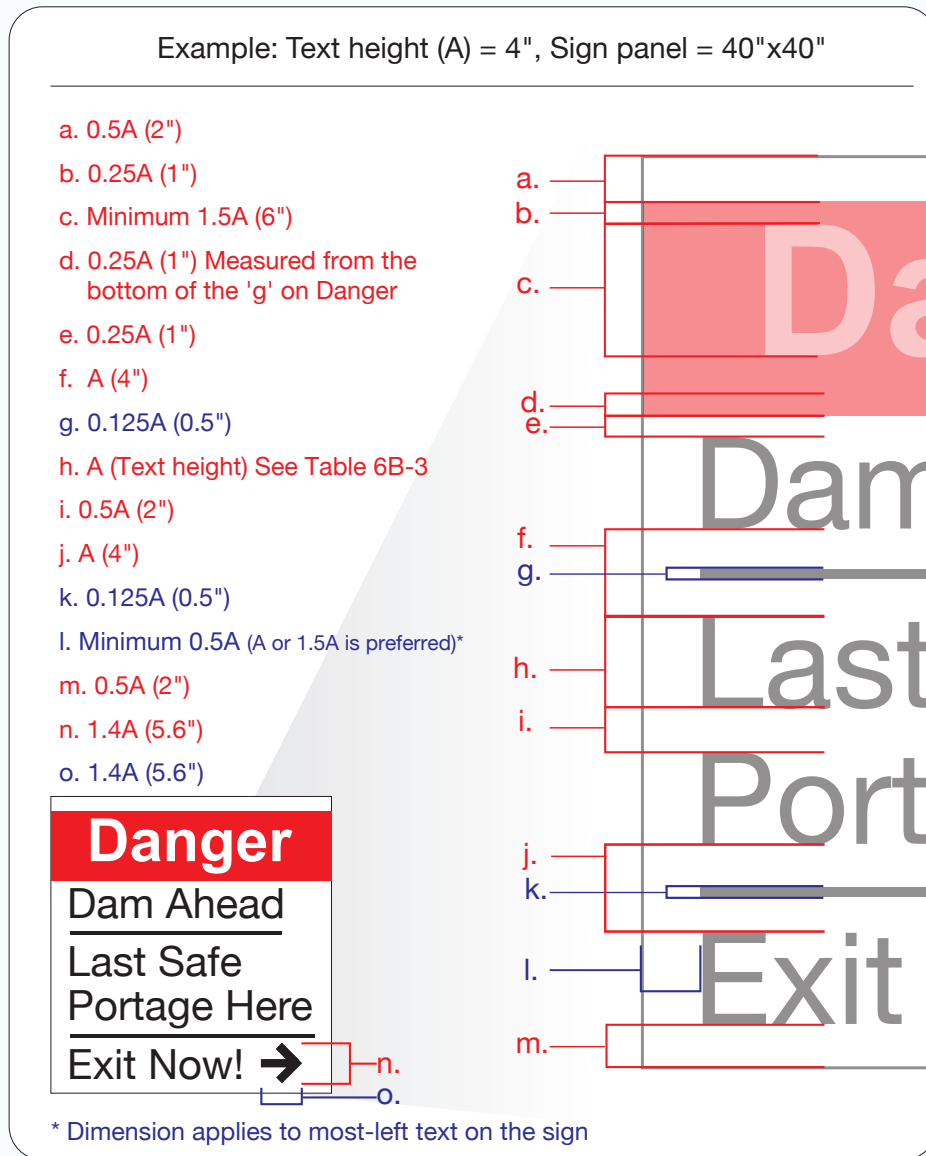 Example: Text height (A) = 4", Sign panel = 40"x40"
a. 0.5A (2")
b. 0.25A (1")
c. Minimum 1.5A (6")
d. 0.25A (1") Measured from the
bottom of the 'g' on Danger
e. 0.25A (1")
f. A (4")
g. 0.125A (0.5")
h. A (Text height) See Table 6B-3
i. 0.5A (2")
j. A (4")
k. 0.125A (0.5")
l. Minimum 0.5A (A or 1.5A is preferred)*
m. 0.5A (2")
n. 1.4A (5.6")
o. 1.4A (5.6")
Danger
Dam Ahead
Last Safe
Portage Here
Exit Now!
n.
o.
a.
b.
c.
d.
e.
f.
g.
h.
i.
j.
k.
l.
m.
Da
Dam
Last
Port
Exit
* Dimension applies to most-left text on the sign